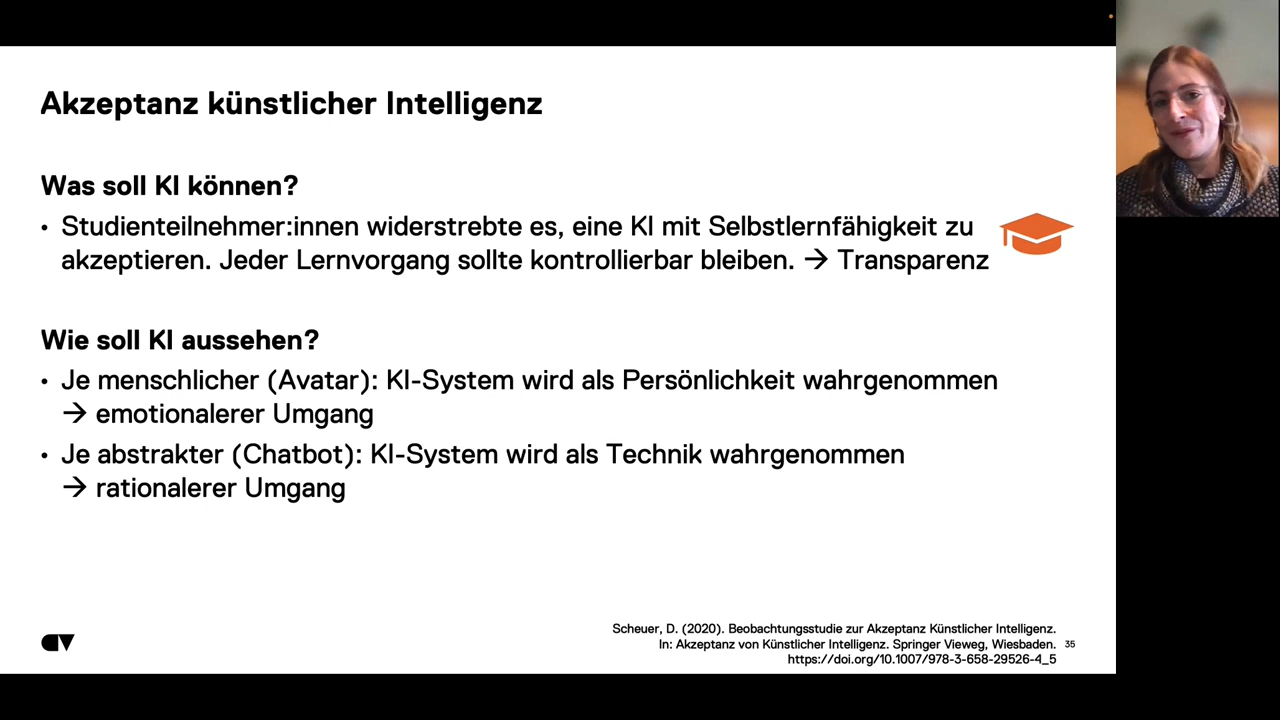 Akzeptanz künstlicher Intelligenz
Was soll KI können?
• Studienteilnehmer:innen widerstrebte es, eine KI mit Selbstlernfähigkeit zu
akzeptieren. Jeder Lernvorgang sollte kontrollierbar bleiben. → Transparenz
Wie soll KI aussehen?
• Je menschlicher (Avatar): KI-System wird als Persönlichkeit wahrgenommen
→ emotionalerer Umgang
• Je abstrakter (Chatbot): KI-System wird als Technik wahrgenommen
→ rationalerer Umgang
Scheuer, D. (2020). Beobachtungsstudie zur Akzeptanz Künstlicher Intelligenz.
In: Akzeptanz von Künstlicher Intelligenz. Springer Vieweg, Wiesbaden.
https://doi.org/10.1007/978-3-658-29526-4_5
35